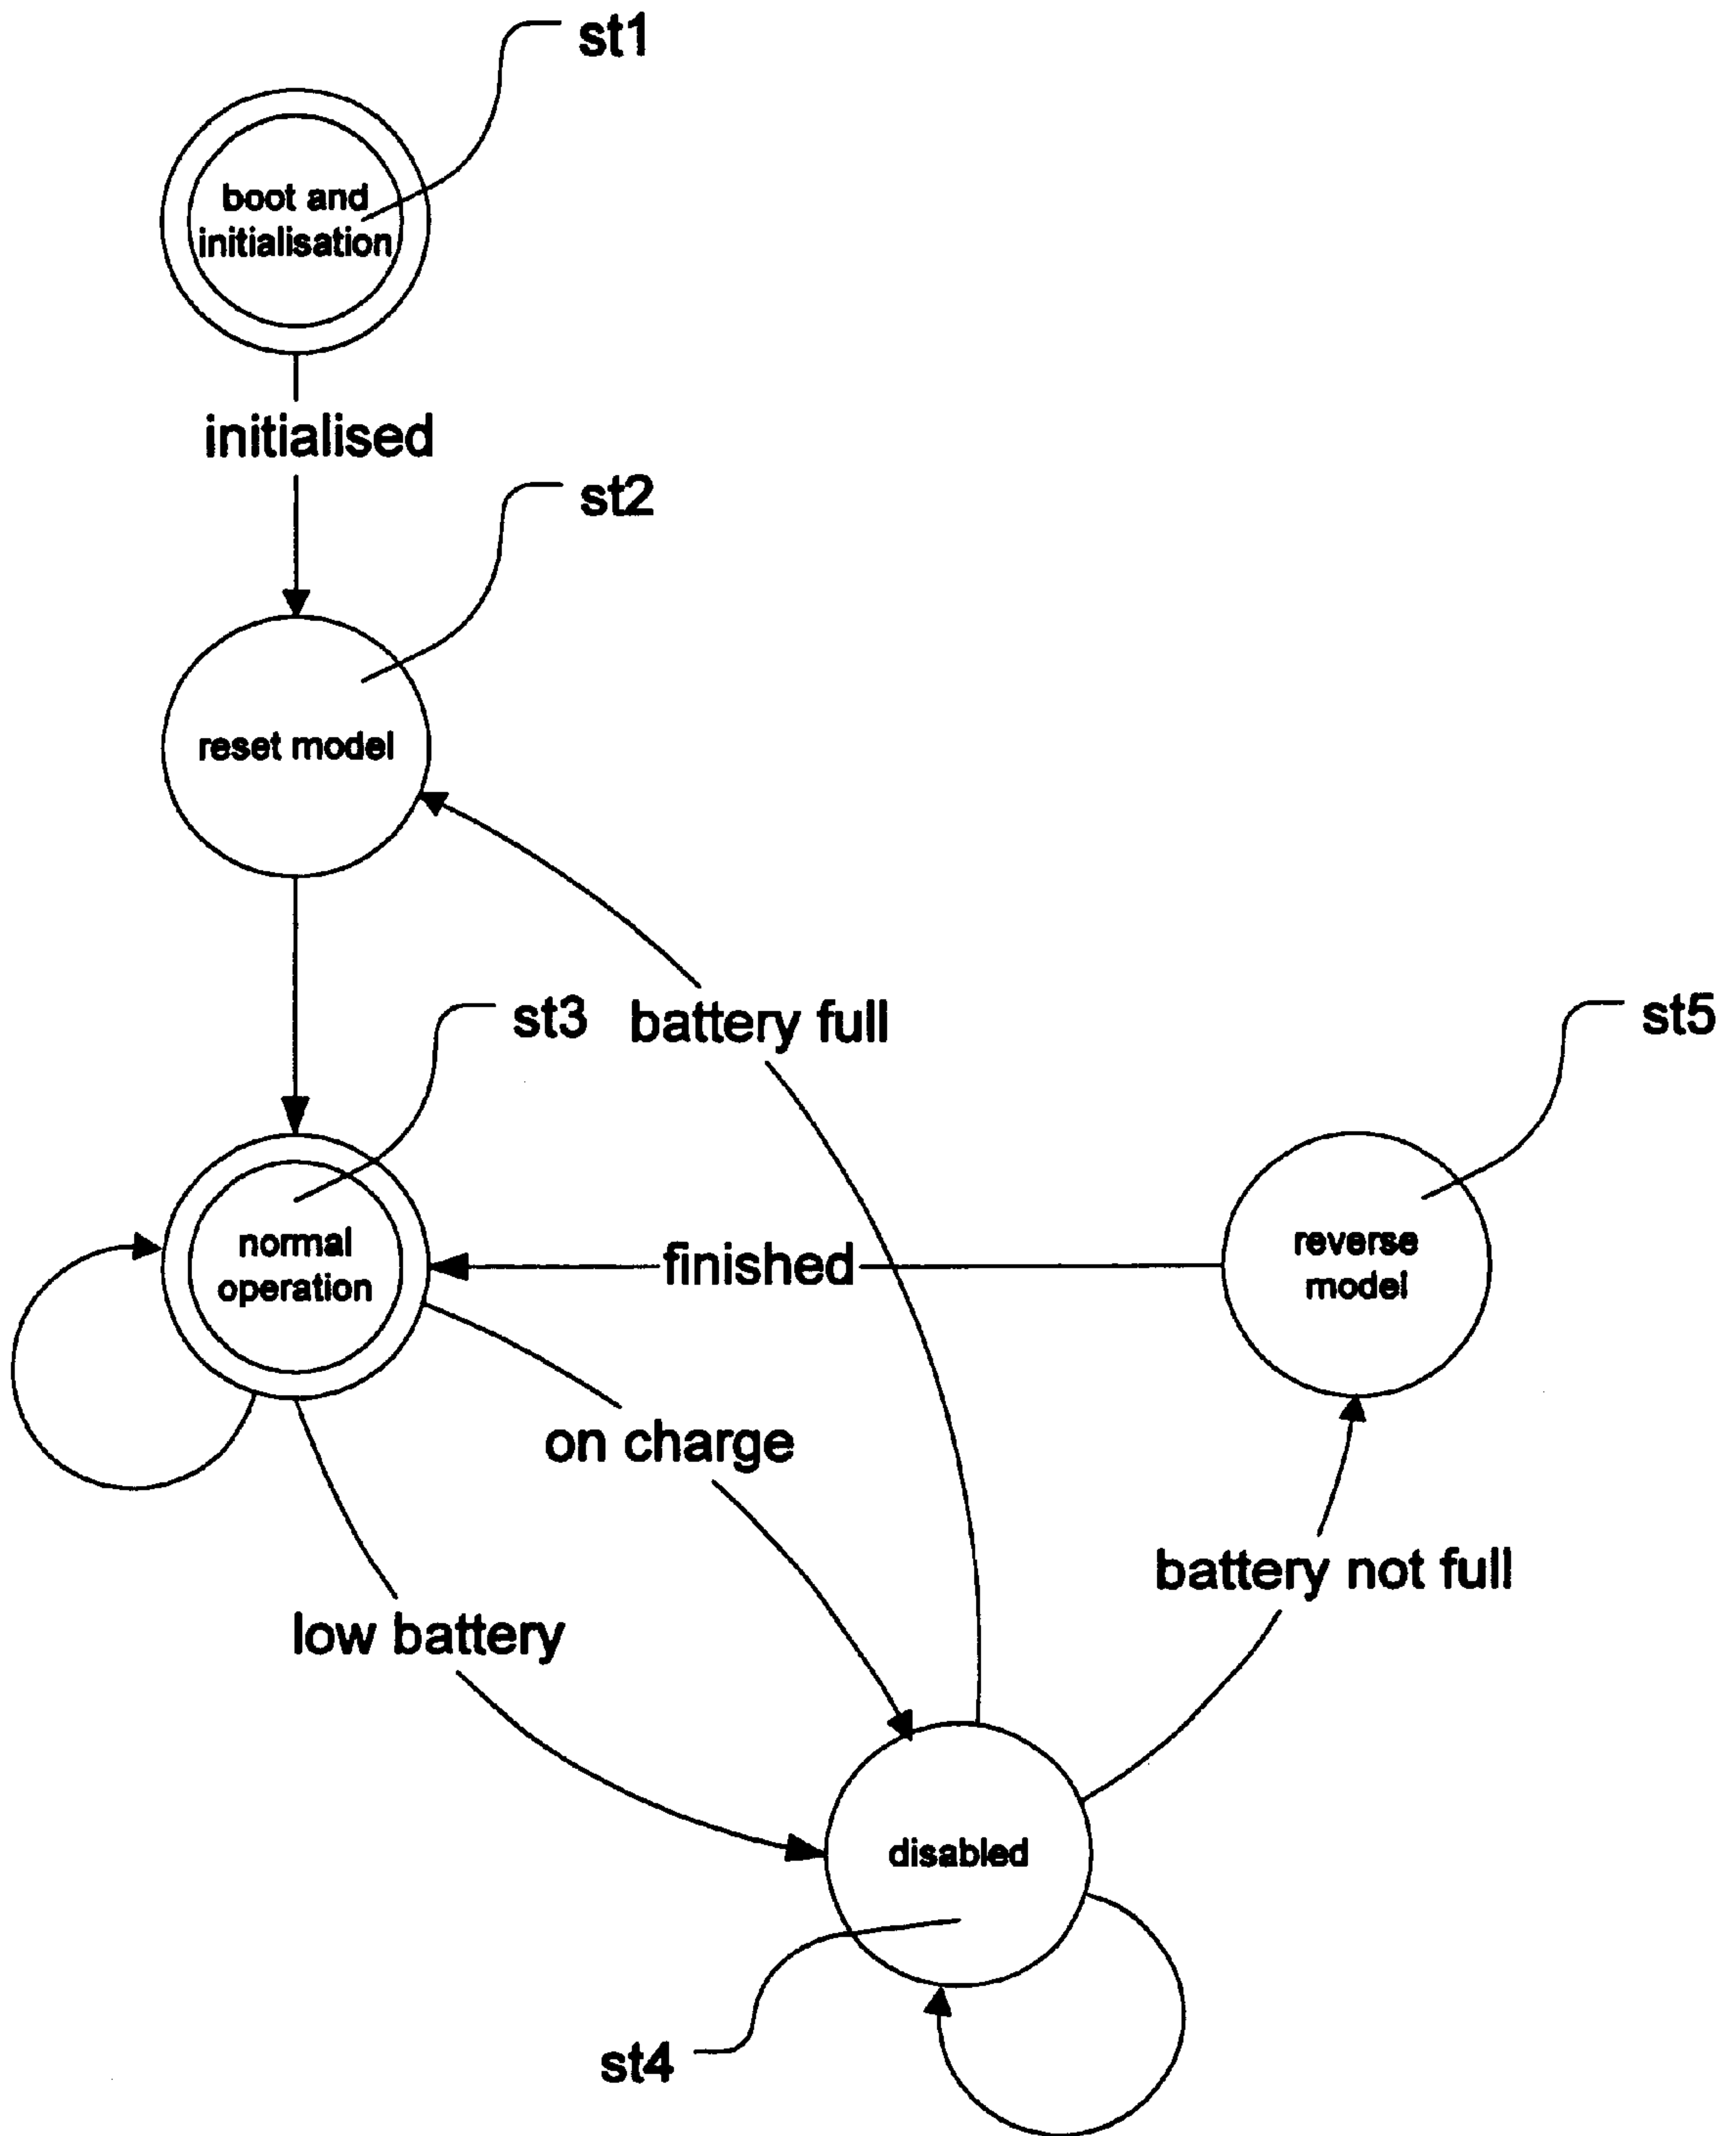 st1
boot and
initialisation
initialised
st2
reset model
st3
battery full
st5
normal
operation
finished
reverse
model
on charge
battery not full
low battery
disabled
st4